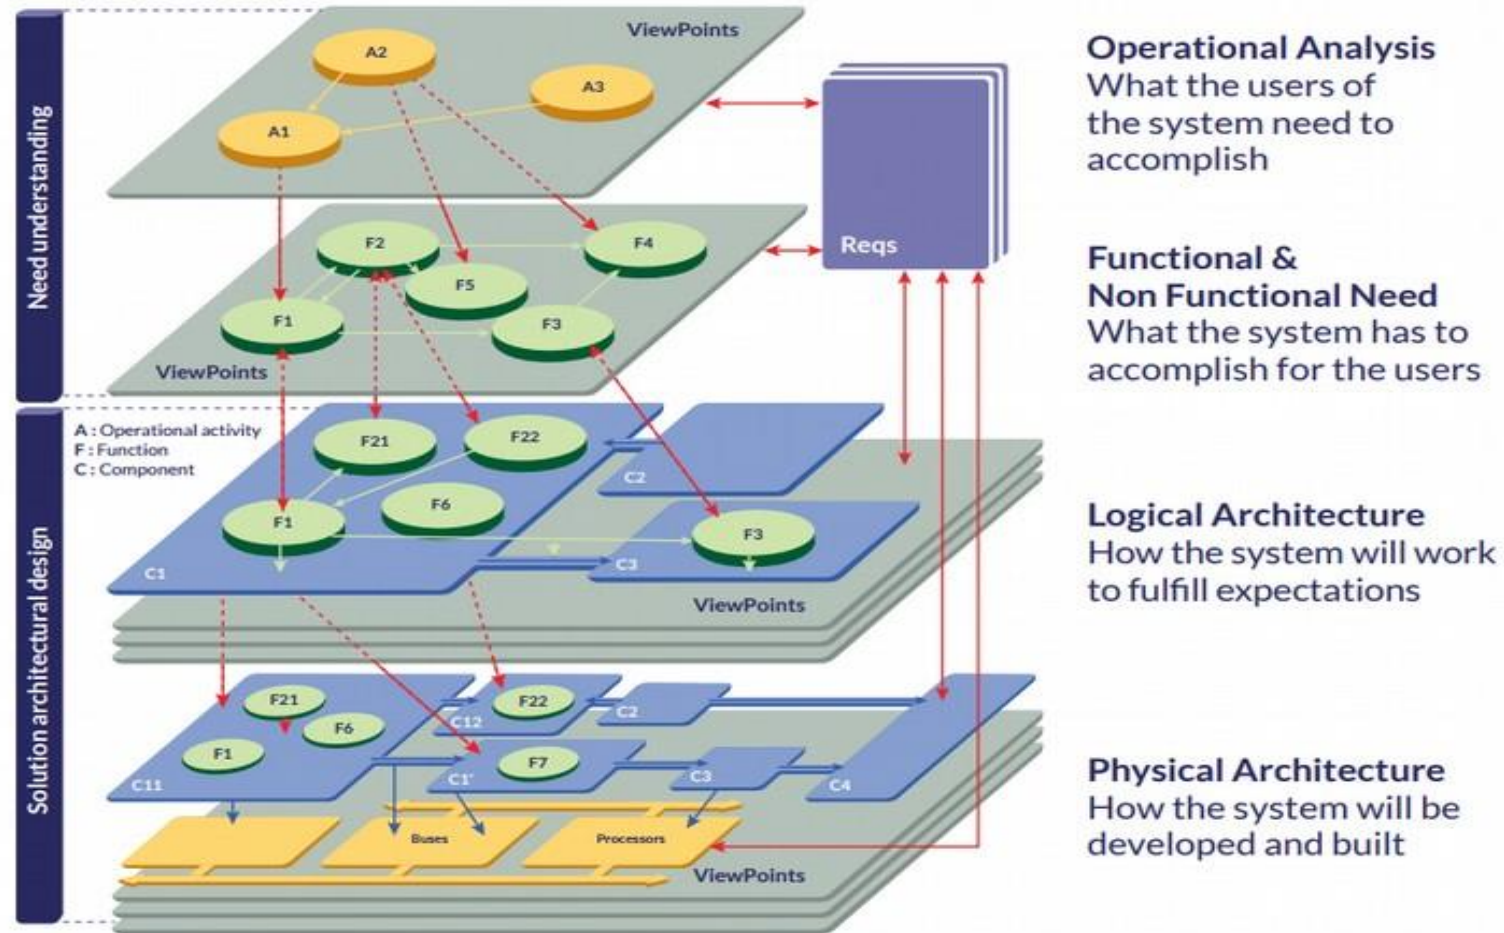 Need understanding
ViewPoints
A2
A3
A1
Reqs
F2
F4
F5
F1
F3
ViewPoints
Operational Analysis
What the users of
the system need to
accomplish
Functional &
Non Functional Need
What the system has to
accomplish for the users
Solution architectural design
A : Operational activity
F : Function
C : Component
F21
F22
C2
F6
F1
F3
C1
C3
ViewPoints
Logical Architecture
How the system will work
to fulfill expectations
F21
F22
C2
C12
F6
F1
F7
C11
C1'
C3
C4
Buses
Processors
ViewPoints
Physical Architecture
How the system will be
developed and built